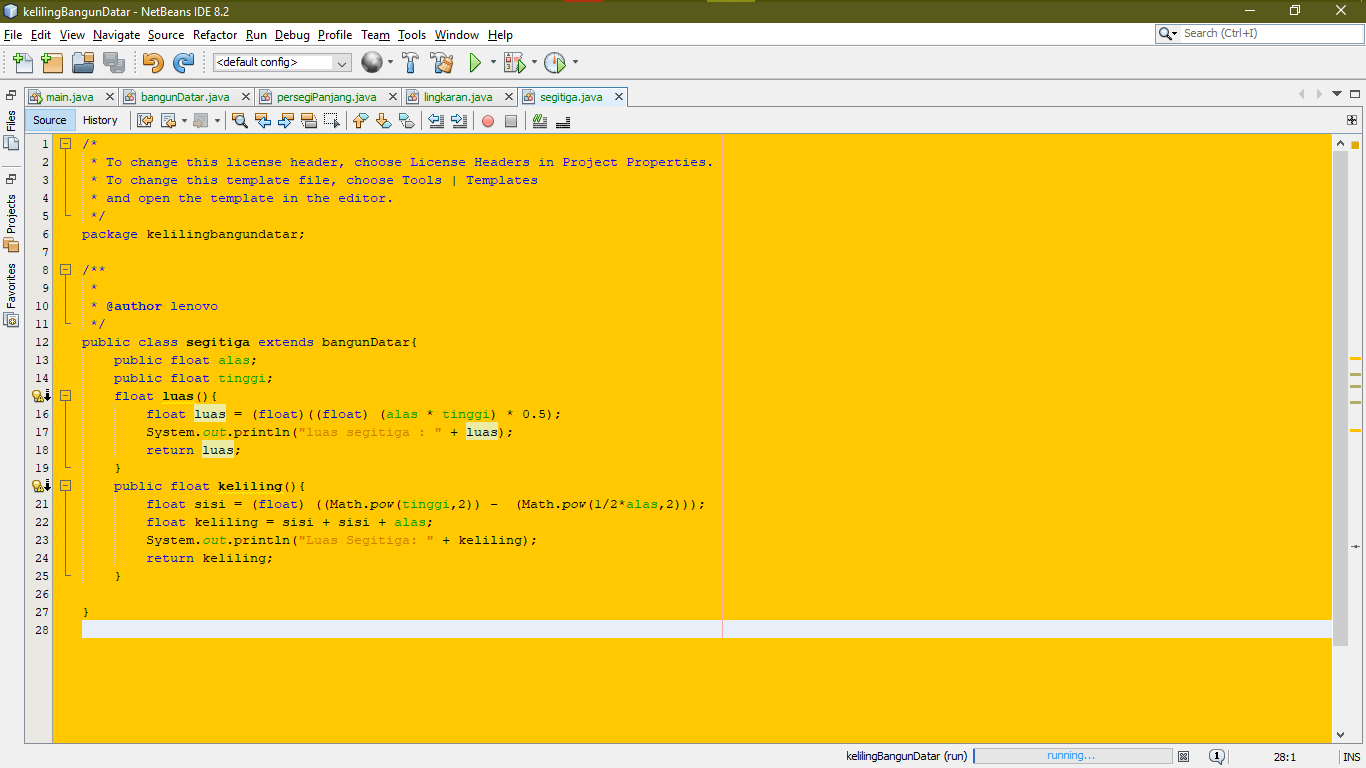 kelilingBangunDatar - NetBeans IDE 8.2
File Edit View Navigate Source Refactor Run Debug Profile Team Tools Window Help
Search (Ctrl+I)
<default config>
main.java bangunDatar.java persegiPanjang.java lingkaran.java segitiga.java
Source History
Files
Projects
Favorites
1 /*
2 * To change this license header, choose License Headers in Project Properties.
3 * To change this template file, choose Tools | Templates
4 * and open the template in the editor.
5 */
6 package kelilingbangundatar;
7
8 /**
9 *
10 * @author lenovo
11 */
12 public class segitiga extends bangunDatar{
13 public float alas;
14 public float tinggi;
float luas(){
16 float luas = (float)((float) (alas * tinggi) * 0.5);
17 System.out.println("luas segitiga : " + luas);
18 return luas;
19 }
public float keliling(){
21 float sisi = (float) ((Math.pow(tinggi,2)) - (Math.pow(1/2*alas,2)));
22 float keliling = sisi + sisi + alas;
23 System.out.println("Luas Segitiga: " + keliling);
24 return keliling;
25 }
26
27 }
28
kelilingBangunDatar (run) running... 1 28:1 INS